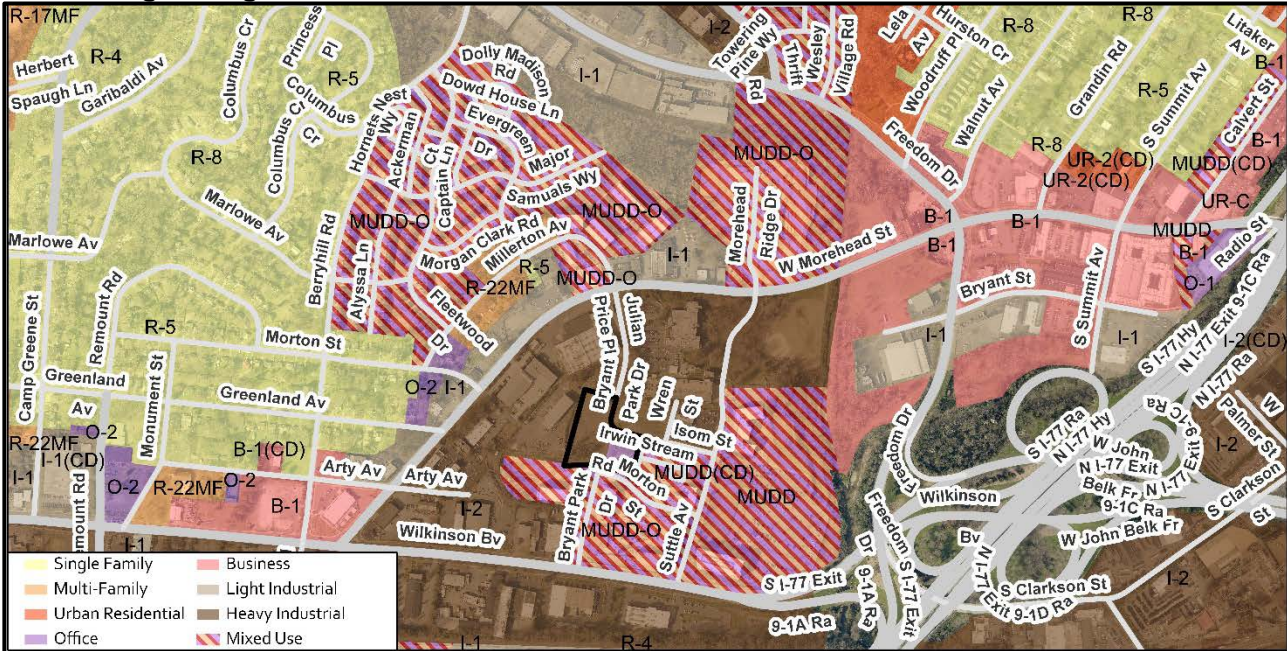 R-17MF
R-4
Herbert
Spaugh Ln
Garibaldi Av
Columbus Cr
Princess
Pl
R-5
Columbus
Cr
Columbus Ct
R-8
Marlowe Av
Marlowe Av
Hornets Nest
Wy
Dolly Madison
Rd
Dowd House Ln
Ackerman
Ct
Evergreen
Dr
Major
Captain Ln
Samuals Wy
MUDD-O
MUDD-O
Morgan Clark Rd
Millerton Av
R-5
MUDD-O
R-22MF
Berryhill Rd
Alyssa Ln
Fleetwood
Dr
I-2
I-1
Towering
Pine Wy
Rd
Thrift
Wesley
Village Rd
Lela
Av
Woodruff Pl
Hurston Cr
R-8
R-8
Litaker
Av
B-1
Walnut Av
Grandin Rd
S Summit Av
R-5
Calvert St
B-1
R-8
UR-2(CD)
UR-2(CD)
MUDD(CD)
UR-C
Freedom Dr
MUDD-O
Morehead
Ridge Dr
W Morehead St
I-1
B-1
B-1
B-1
MUDD
B-1
Radio St
O-1
Bryant St
S Summit Av
I-1
I-1
S I-77 Hy
N I-77 Exit 9-1C Ra
I-2(CD)
Camp Greene St
Remount Rd
R-5
Morton St
Greenland
Av
Greenland Av
Monument St
O-2
I-1
O-2
R-22MF
I-1(CD)
I-1
mount Rd
O-2
R-22MF
O-2
B-1(CD)
B-1
Arty Av
Arty Av
I-2
Wilkinson Bv
I-1
Julian
Price Pl
Bryant
Park Dr
Wren
St
Isom St
Irwin Stream
Rd
Morton
St
Dr
MUDD(CD)
MUDD
MUDD-O
Bryant Park
Suttle Av
Freedom Dr
Wilkinson
Bv
S I-77 Ra
N I-77 Hy
W John
Belk Fr
N I-77 Exit
9-1C Ra
N I-77 Exit
9-1C Ra
N I-77 Ra
W
Palmer St
I-2
W John Belk Fr
S Clarkson
St
S Clarkson St
I-2
Freedom
Dr
S I-77 Exit
9-1A Ra
S I-77 Exit
9-1A Ra
N I-77
Exit 9-1D Ra
I-1
R-4
Single Family
Multi-Family
Urban Residential
Office
Business
Light Industrial
Heavy Industrial
Mixed Use